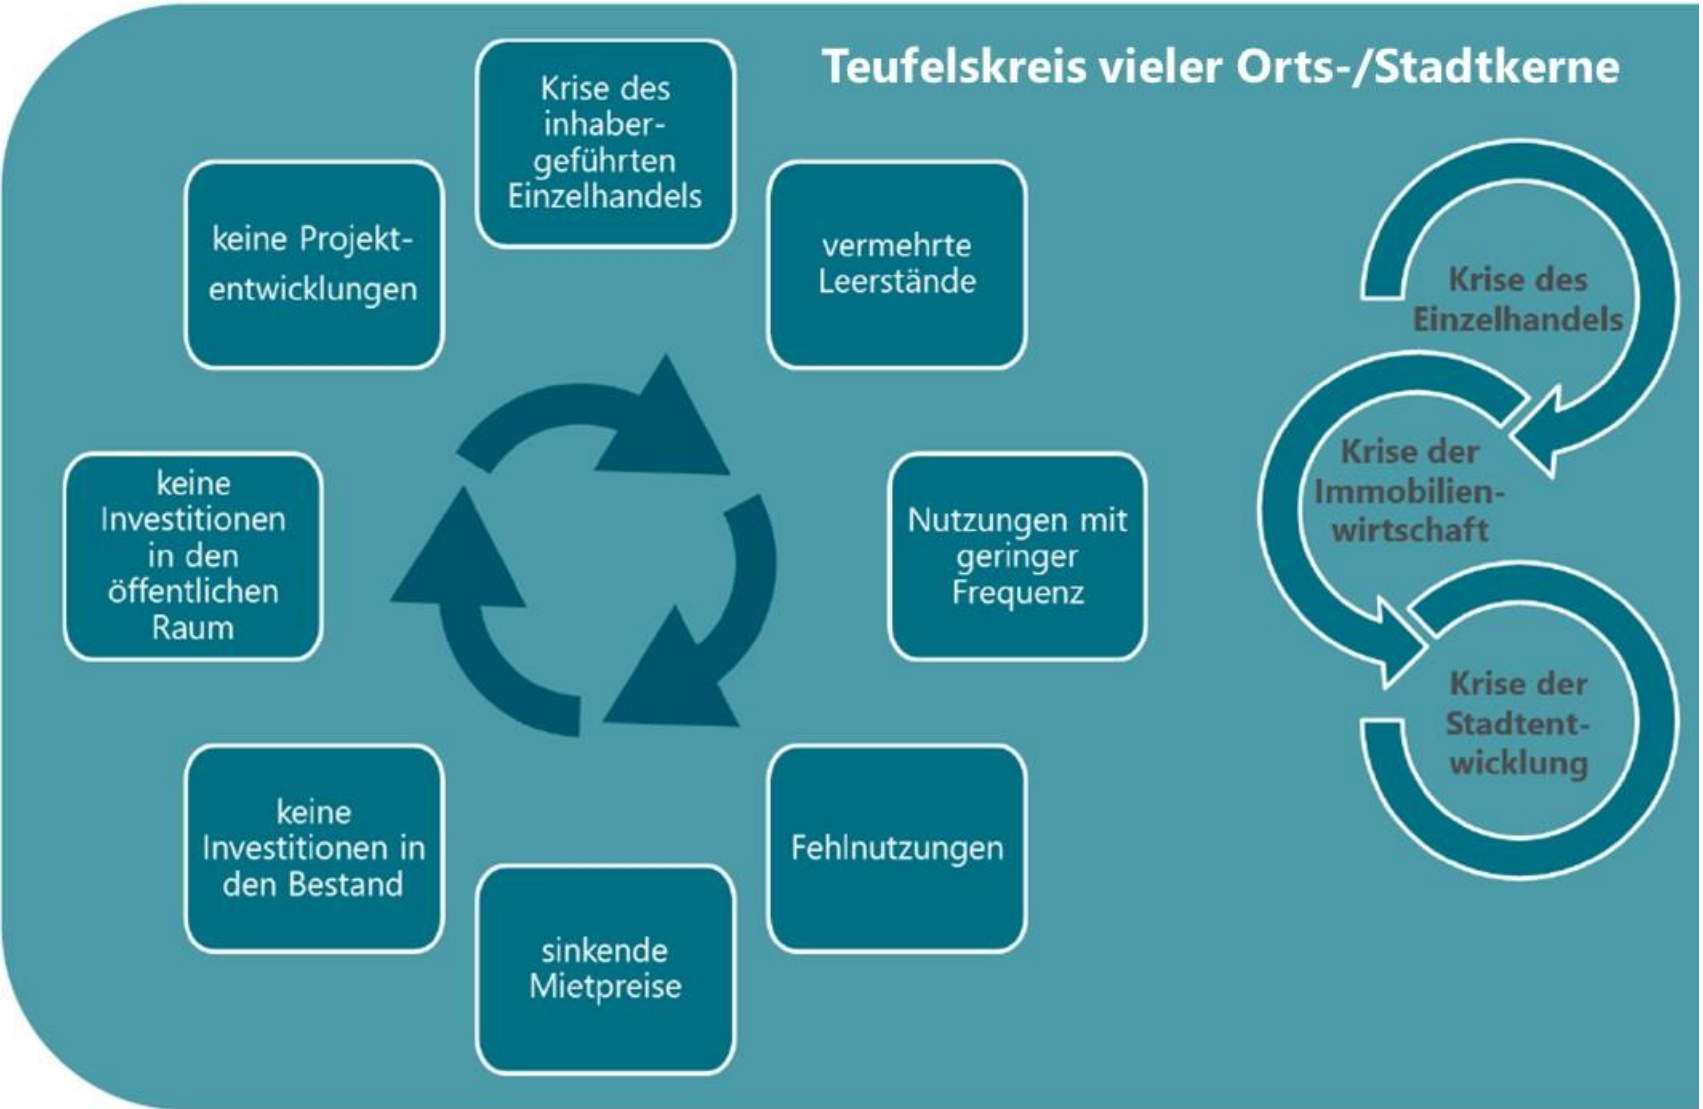 Teufelskreis vieler Orts-/Stadtkerne
Krise des
inhaber-
geführten
Einzelhandels
vermehrte
Leerstände
Nutzungen mit
geringer
Frequenz
Fehlnutzungen
sinkende
Mietpreise
keine
Investitionen in
den Bestand
keine
Investitionen
in den
öffentlichen
Raum
keine Projekt-
entwicklungen
Krise des
Einzelhandels
Krise der
Immobilien-
wirtschaft
Krise der
Stadtent-
wicklung